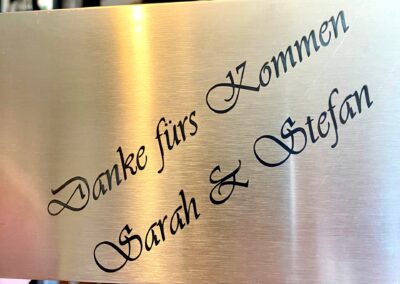 Danke fürs Kommen
Sarah & Stefan